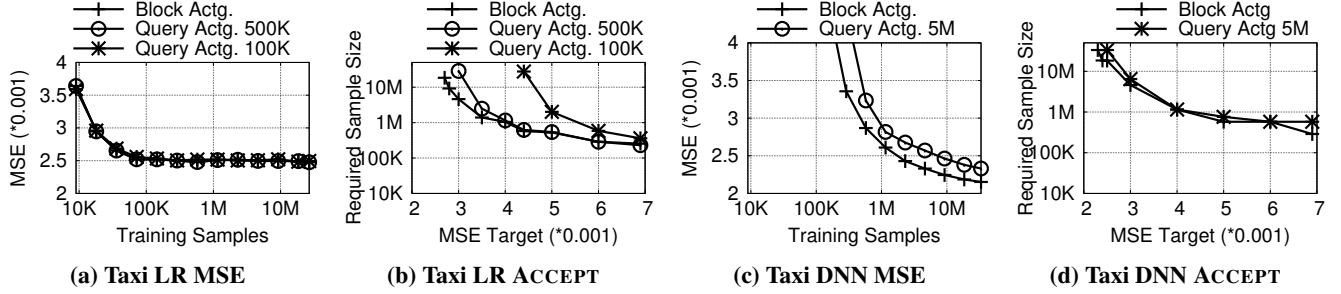 Block Actg.
Query Actg. 500K
Query Actg. 100K
MSE (*0.001)
4
3.5
3
2.5
2
10K 100K 1M 10M
Training Samples
(a) Taxi LR MSE
Block Actg.
Query Actg. 500K
Query Actg. 100K
Required Sample Size
10M
1M
100K
10K
2 3 4 5 6 7
MSE Target (*0.001)
(b) Taxi LR ACCEPT
Block Actg.
Query Actg. 5M
MSE (*0.001)
4
3.5
3
2.5
2
10K 100K 1M 10M
Training Samples
(c) Taxi DNN MSE
Block Actg
Query Actg 5M
Required Sample Size
10M
1M
100K
10K
2 3 4 5 6 7
MSE Target (*0.001)
(d) Taxi DNN ACCEPT